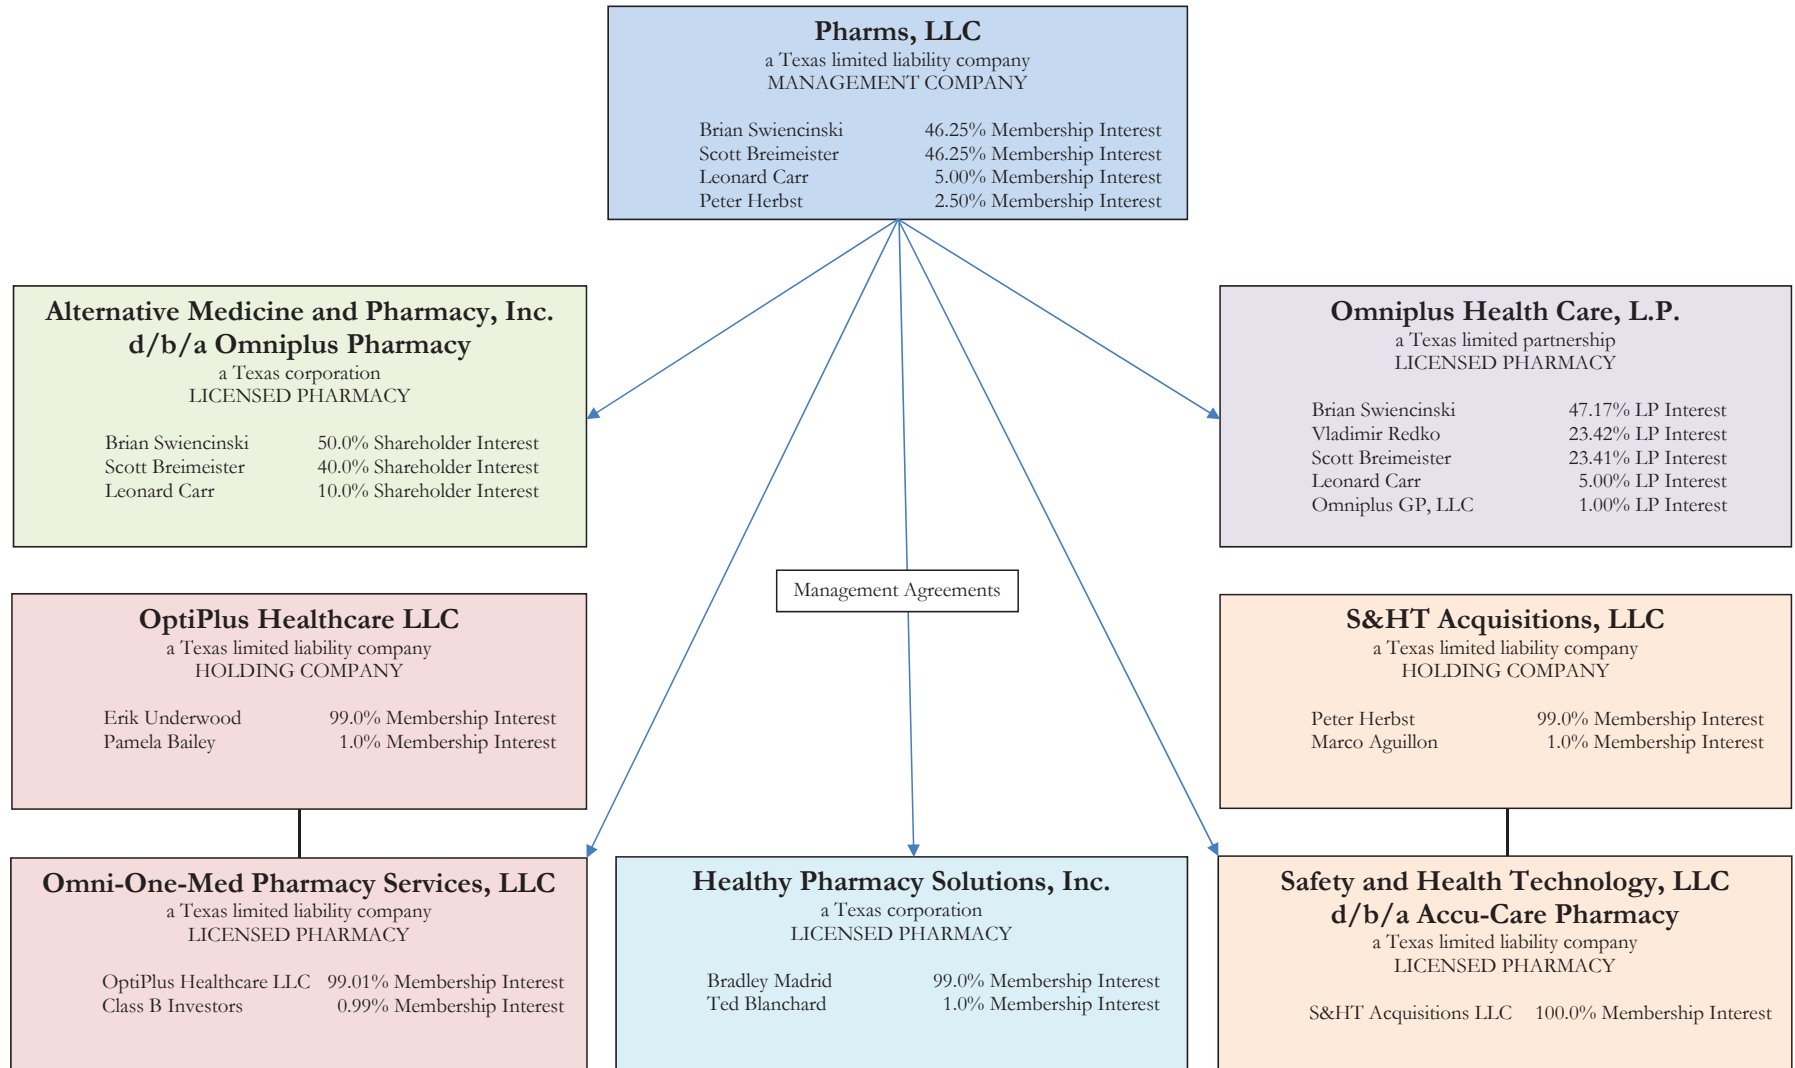 Pharms, LLC
a Texas limited liability company
MANAGEMENT COMPANY
Brian Swiencinski 46.25% Membership Interest
Scott Breimeister 46.25% Membership Interest
Leonard Carr 5.00% Membership Interest
Peter Herbst 2.50% Membership Interest
Alternative Medicine and Pharmacy, Inc.
d/b/a Omniplus Pharmacy
a Texas corporation
LICENSED PHARMACY
Brian Swiencinski 50.0% Shareholder Interest
Scott Breimeister 40.0% Shareholder Interest
Leonard Carr 10.0% Shareholder Interest
Omniplus Health Care, L.P.
a Texas limited partnership
LICENSED PHARMACY
Brian Swiencinski 47.17% LP Interest
Vladimir Redko 23.42% LP Interest
Scott Breimeister 23.41% LP Interest
Leonard Carr 5.00% LP Interest
Omniplus GP, LLC 1.00% LP Interest
Management Agreements
OptiPlus Healthcare LLC
a Texas limited liability company
HOLDING COMPANY
Erik Underwood 99.0% Membership Interest
Pamela Bailey 1.0% Membership Interest
S&HT Acquisitions, LLC
a Texas limited liability company
HOLDING COMPANY
Peter Herbst 99.0% Membership Interest
Marco Aguillon 1.0% Membership Interest
Omni-One-Med Pharmacy Services, LLC
a Texas limited liability company
LICENSED PHARMACY
OptiPlus Healthcare LLC 99.01% Membership Interest
Class B Investors 0.99% Membership Interest
Healthy Pharmacy Solutions, Inc.
a Texas corporation
LICENSED PHARMACY
Bradley Madrid 99.0% Membership Interest
Ted Blanchard 1.0% Membership Interest
Safety and Health Technology, LLC
d/b/a Accu-Care Pharmacy
a Texas limited liability company
LICENSED PHARMACY
S&HT Acquisitions LLC 100.0% Membership Interest